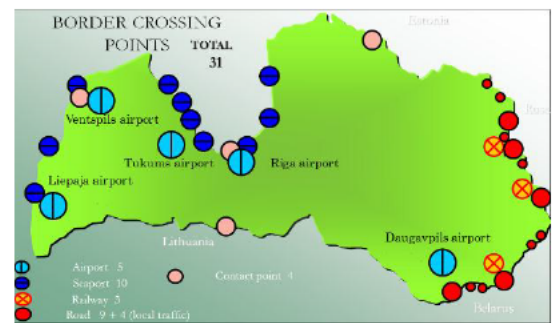 BORDER CROSSING
POINTS
TOTAL
31
Estonia
Ventspils airport
Tukums airport
Riga airport
Liepaja airport
Lithuania
Daugavpils airport
Airport 5
Seaport 10
Contact point 4
Railway 3
Road 9 + 4 (local traffic)
Belarus